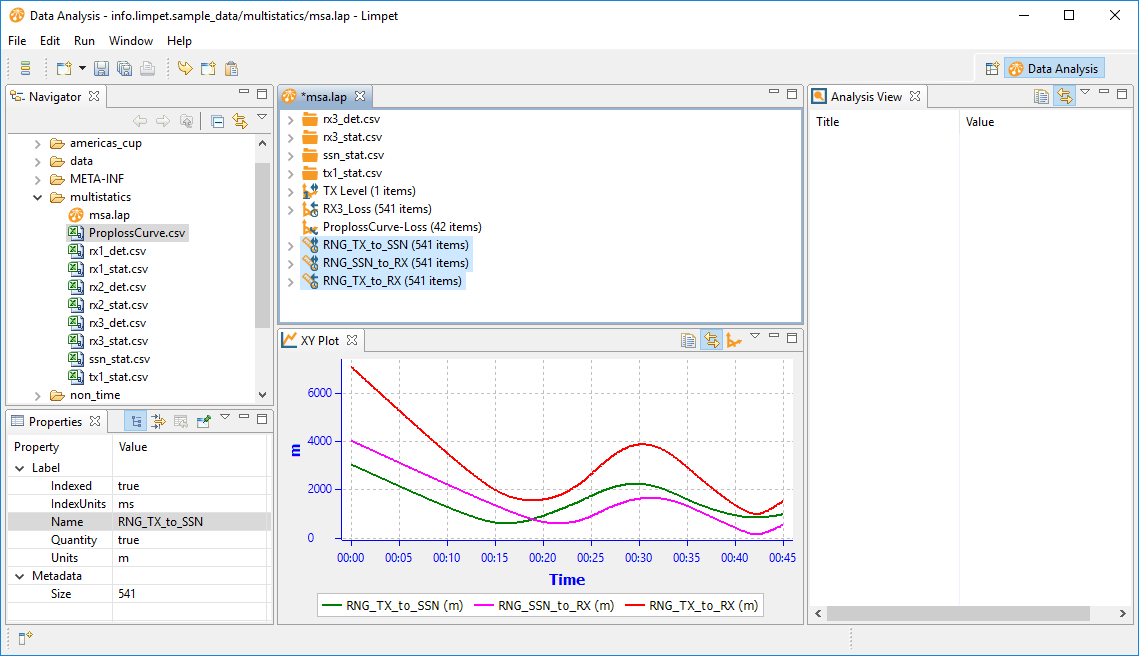 Data Analysis - info.limpet.sample_data/multistatics/msa.lap - Limpet
File Edit Run Window Help
Data Analysis
Navigator
americas_cup
data
META-INF
multistatics
msa.lap
ProplossCurve.csv
rx1_det.csv
rx1_stat.csv
rx2_det.csv
rx2_stat.csv
rx3_det.csv
rx3_stat.csv
ssn_stat.csv
tx1_stat.csv
non_time
Properties
Property Value
Label
Indexed true
IndexUnits ms
Name RNG_TX_to_SSN
Quantity true
Units m
Metadata
Size 541
*msa.lap
rx3_det.csv
rx3_stat.csv
ssn_stat.csv
tx1_stat.csv
TX Level (1 items)
RX3_Loss (541 items)
ProplossCurve-Loss (42 items)
RNG_TX_to_SSN (541 items)
RNG_SSN_to_RX (541 items)
RNG_TX_to_RX (541 items)
XY Plot
6000
4000
2000
0
m
00:00 00:05 00:10 00:15 00:20 00:25 00:30 00:35 00:40 00:45
Time
RNG_TX_to_SSN (m) RNG_SSN_to_RX (m) RNG_TX_to_RX (m)
Analysis View
Title Value